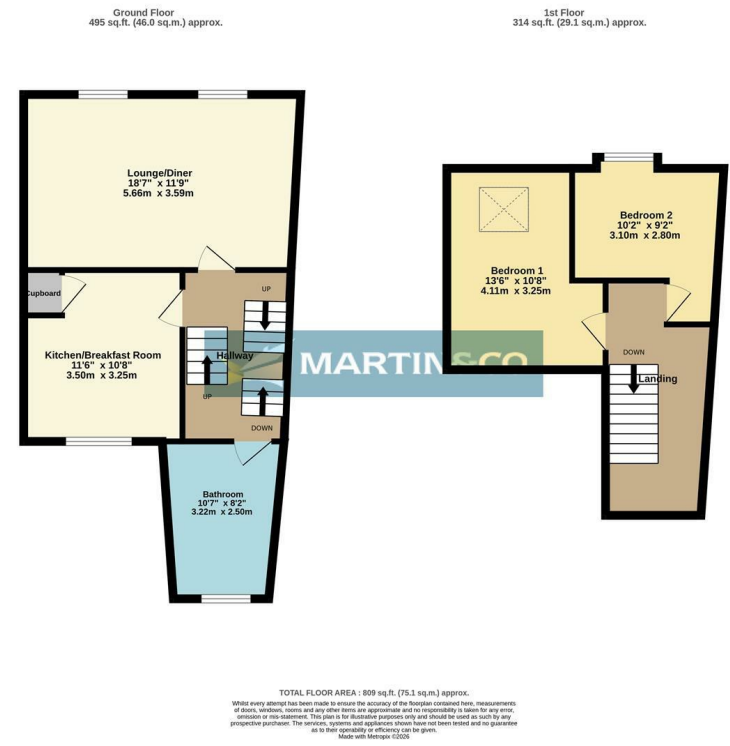 Ground Floor
495 sq.ft. (46.0 sq.m.) approx.
1st Floor
314 sq.ft. (29.1 sq.m.) approx.
Lounge/Diner
18'7" x 11'9"
5.66m x 3.59m
Bedroom 2
10'2" x 9'2"
3.10m x 2.80m
Bedroom 1
13'6" x 10'8"
4.11m x 3.25m
UP
Cupboard
Kitchen/Breakfast Room
11'6" x 10'8"
3.50m x 3.25m
Hallway
MARTIN&CO
DOWN
Landing
UP
DOWN
Bathroom
10'7" x 8'2"
3.22m x 2.50m
TOTAL FLOOR AREA : 809 sq.ft. (75.1 sq.m.) approx.
Whilst every attempt has been made to ensure the accuracy of the floorplan contained here, measurements
of doors, windows, rooms and any other items are approximate and no responsibility is taken for any error,
omission or mis-statement. This plan is for illustrative purposes only and should be used as such by any
prospective purchaser. The services, systems and appliances shown have not been tested and no guarantee
as to their operability or efficiency can be given.
Made with Metropix ©2026